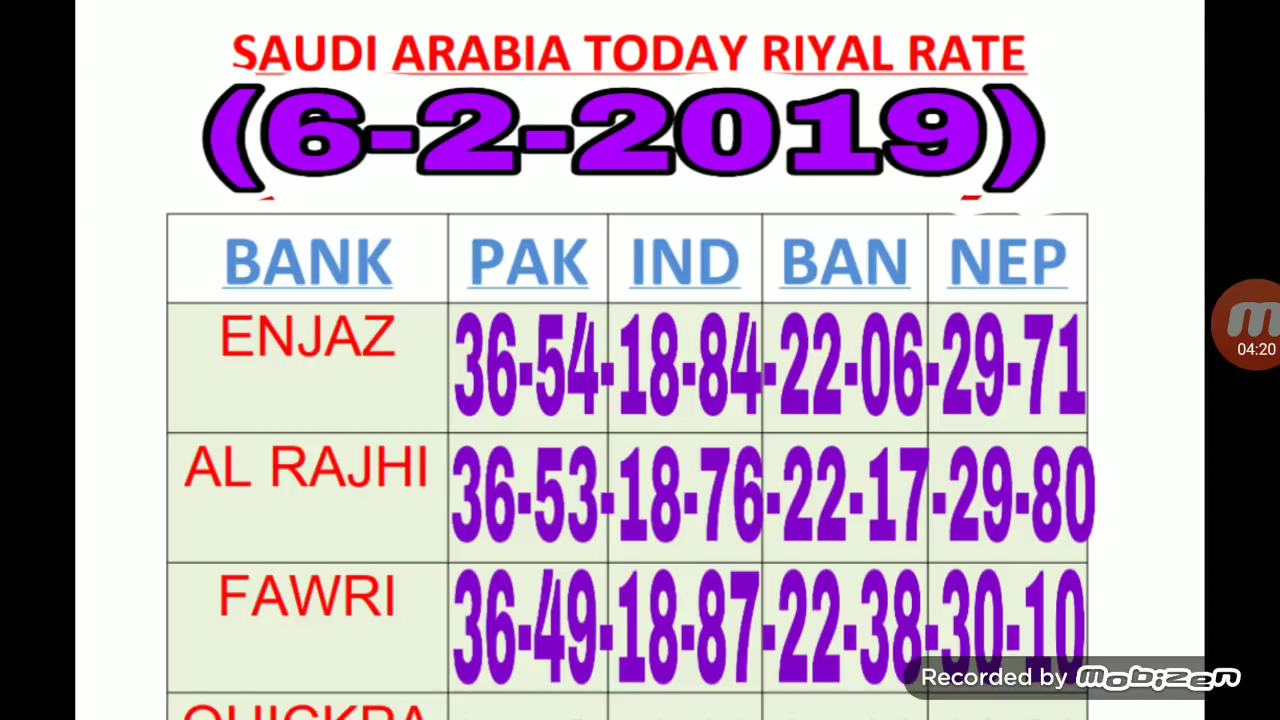 SAUDI ARABIA TODAY RIYAL RATE
(6-2-2019)
BANK PAK IND BAN NEP
ENJAZ 36-54-18-84-22-06-29-71
AL RAJHI 36-53-18-76-22-17-29-80
FAWRI 36-49-18-87-22-38-30-10
04:20
Recorded by mobizen